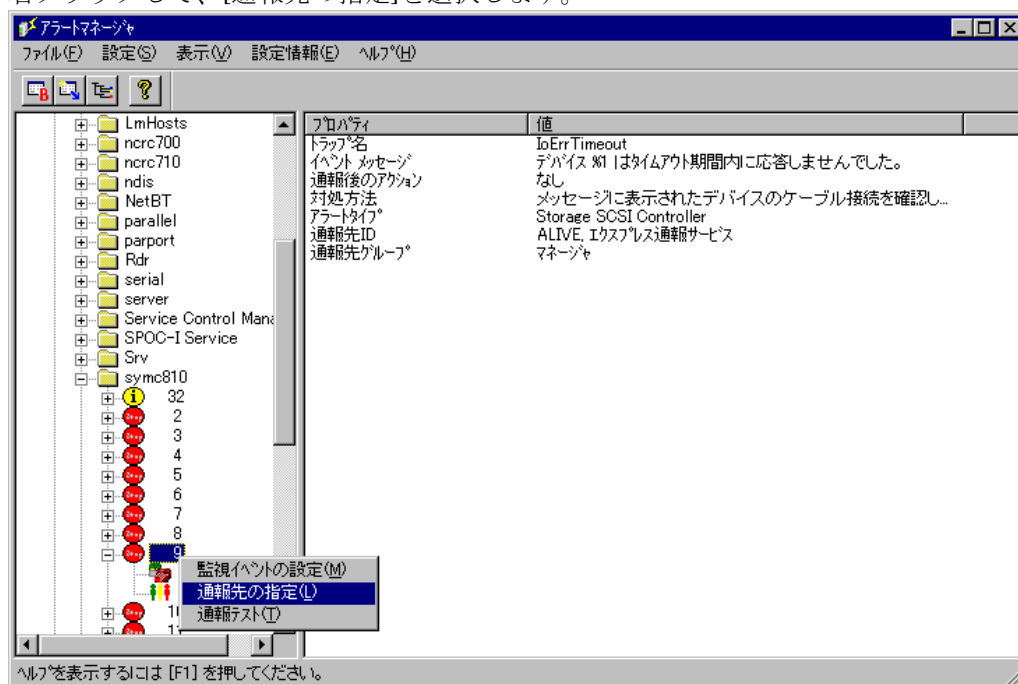 右クリックして、[通報先の指定]を選択します。
アラートマネージャ
ファイル(F) 設定(S) 表示(V) 設定情報(E) ヘルプ(H)
プロパティ 値
トラップ名 IoErrTimeout
イベント メッセージ デバイス %1 はタイムアウト期間内に応答しませんでした。
通報後のアクション なし
対処方法 メッセージに表示されたデバイスのケーブル接続を確認し...
アラートタイプ Storage SCSI Controller
通報先ID ALIVE, エクスプレス通報サービス
通報先グループ マネージャ
LmHosts
ncrc700
ncrc710
ndis
NetBT
parallel
parport
Rdr
serial
server
Service Control Mana
SPOC-I Service
Srv
symc810
32
2
3
4
5
6
7
8
9
監視イベントの設定(M)
通報先の指定(L)
通報テスト(T)
ヘルプを表示するには [F1] を押してください。